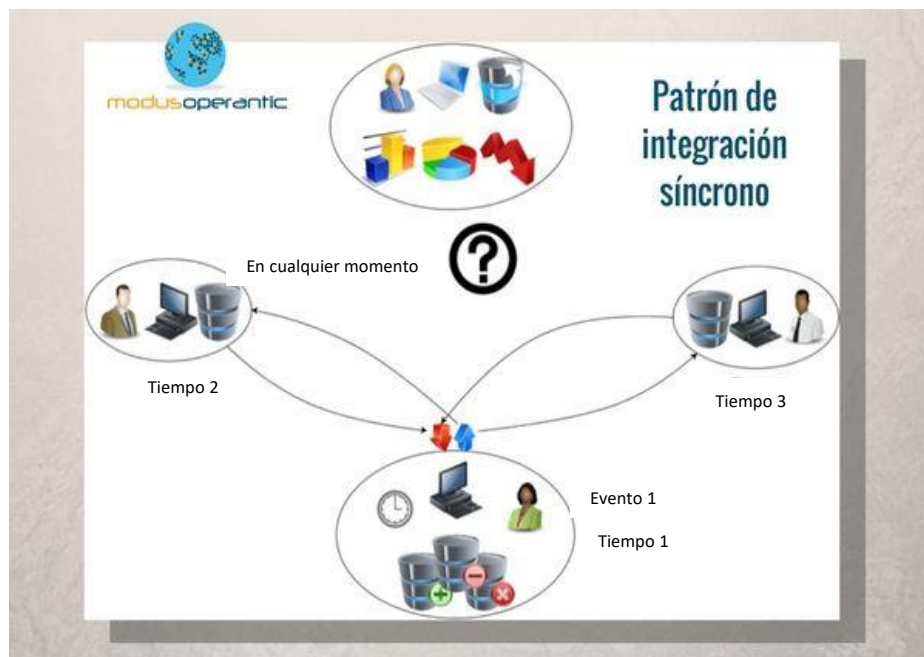 modusoperantic
Patrón de
integración
síncrono
?
En cualquier momento
Tiempo 2
Tiempo 3
Evento 1
Tiempo 1